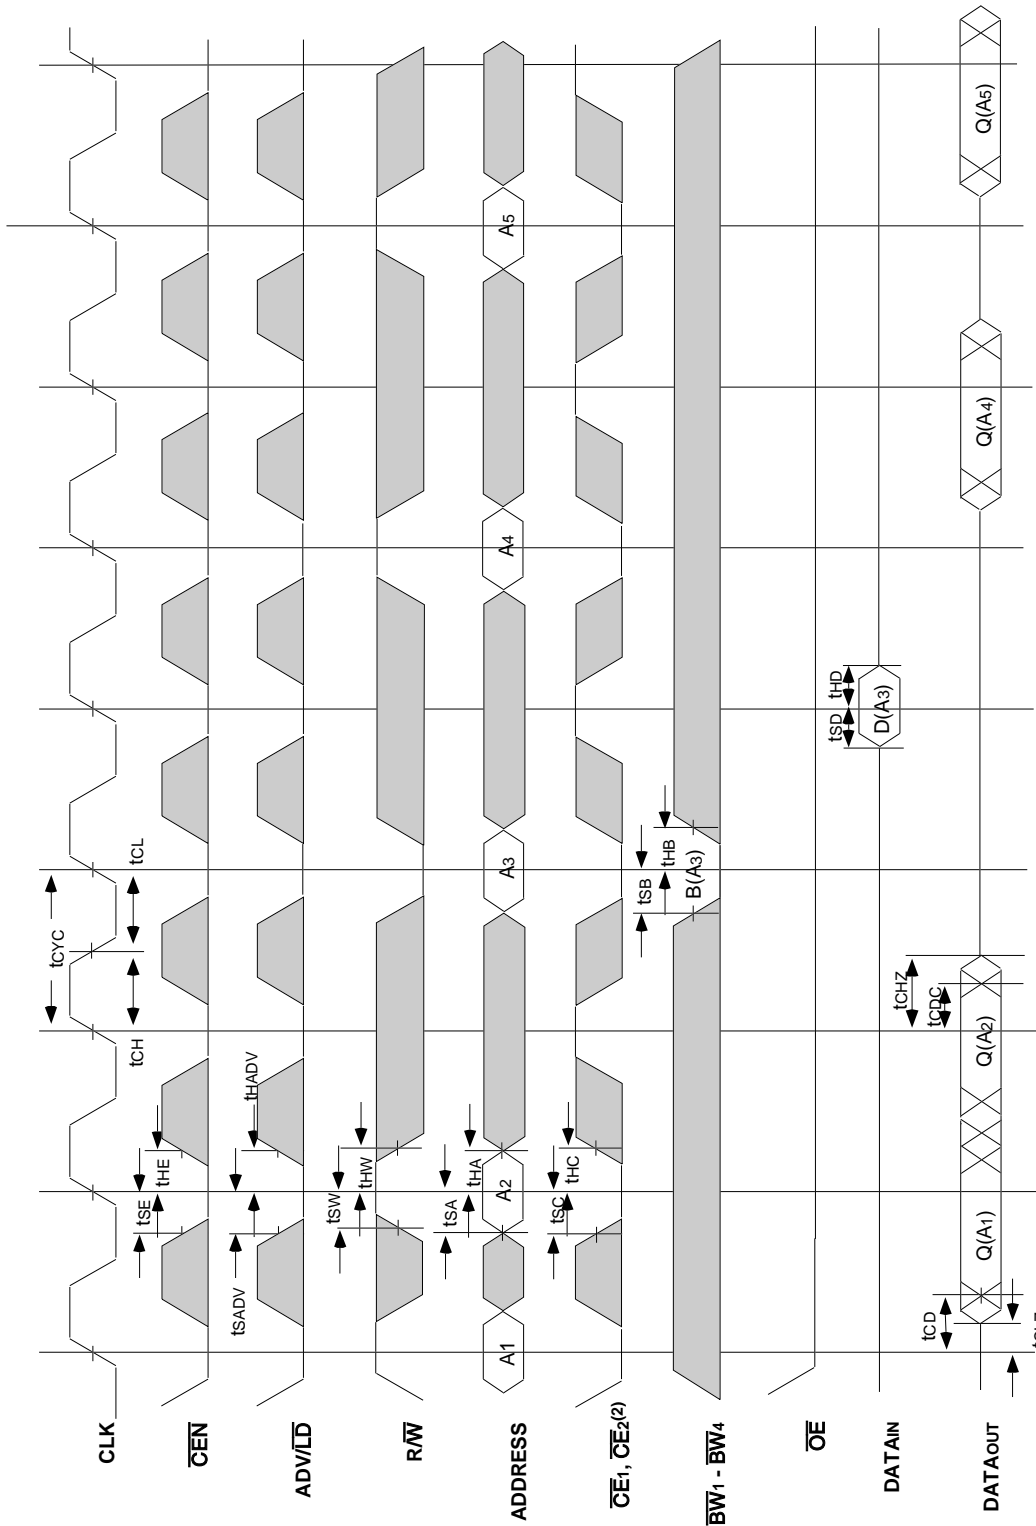 CLK
tCYC
tCH
tCL
CEN
tSE
tHE
ADV/LD
tSADV
tHADV
R/W
tSW
tHW
ADDRESS
A1
A2
A3
A4
A5
tSA
tHA
CE1, CE2(2)
tSC
tHC
BW1 - BW4
tSB
tHB
B(A3)
OE
DATAIN
tSD
tHD
D(A3)
DATAOUT
tCD
Q(A1)
tCHZ
tCDC
Q(A2)
Q(A4)
Q(A5)